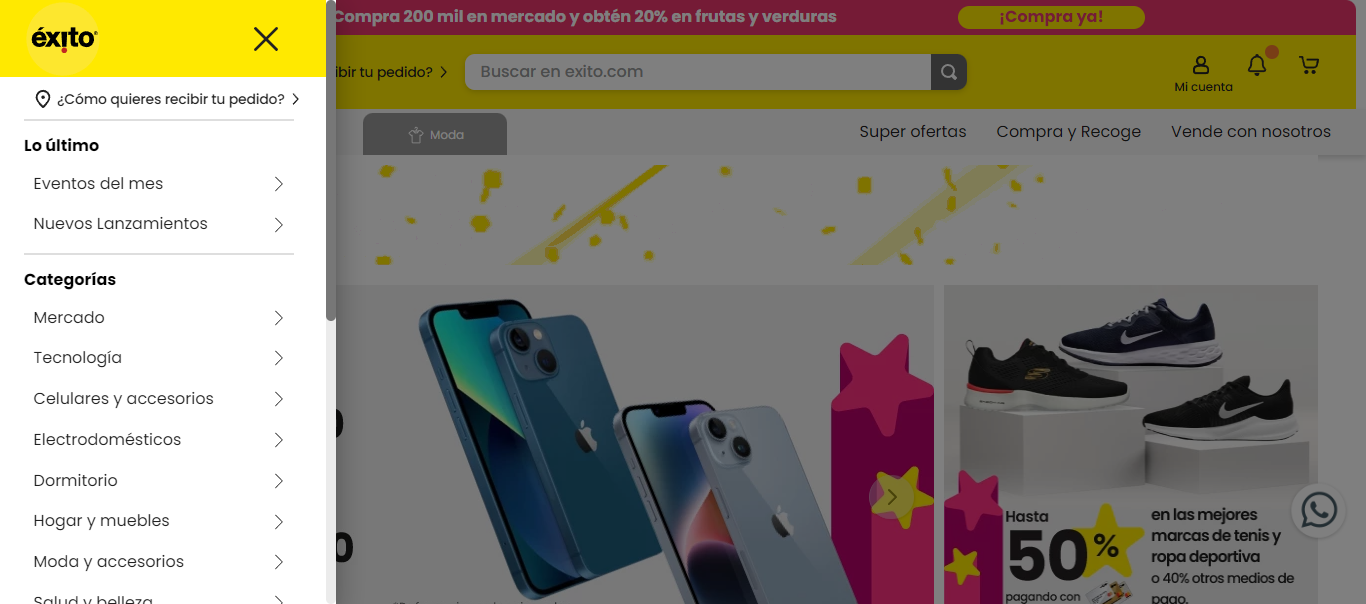 éxito
¿Cómo quieres recibir tu pedido?
Lo último
Eventos del mes
Nuevos Lanzamientos
Categorías
Mercado
Tecnología
Celulares y accesorios
Electrodomésticos
Dormitorio
Hogar y muebles
Moda y accesorios
Salud y belleza
Compra 200 mil en mercado y obtén 20% en frutas y verduras
¡Compra ya!
ibir tu pedido?
Buscar en exito.com
Mi cuenta
Moda
Super ofertas
Compra y Recoge
Vende con nosotros
Hasta
50%
pagando con
en las mejores
marcas de tenis y
ropa deportiva
o 40% otros medios de
pago.